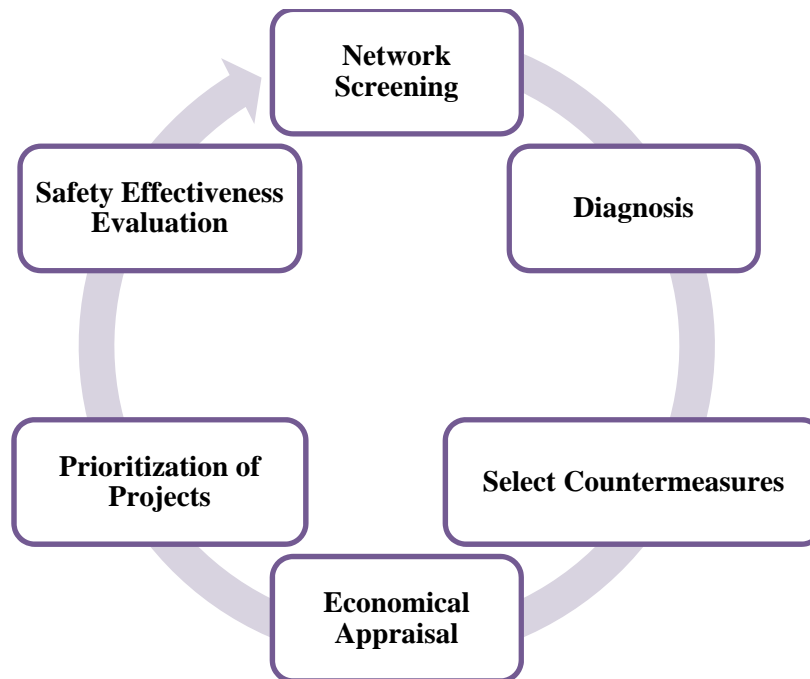 Network
Screening
Diagnosis
Select Countermeasures
Economical
Appraisal
Prioritization of
Projects
Safety Effectiveness
Evaluation